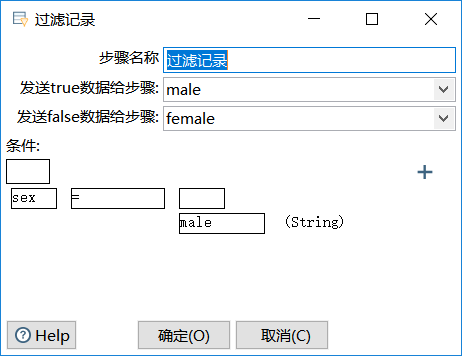 过滤记录
步骤名称 过滤记录
发送true数据给步骤: male
发送false数据给步骤: female
条件:
sex = 
male (String)
Help 确定(O) 取消(C)